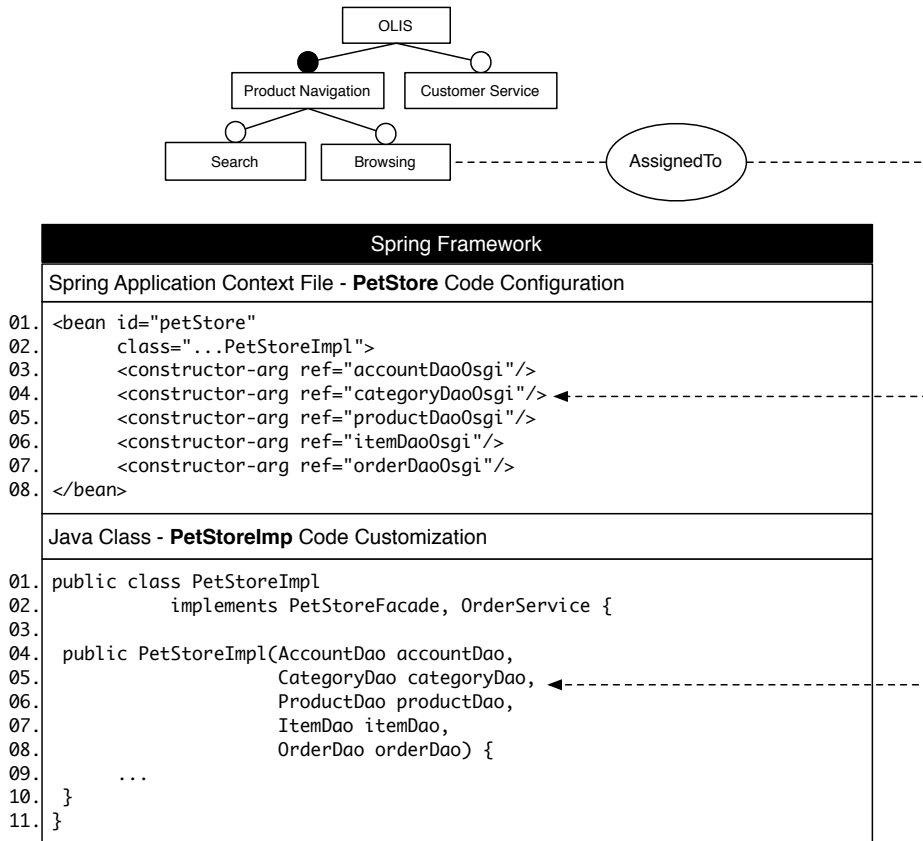 OLIS
Product Navigation
Customer Service
Search
Browsing
AssignedTo
Spring Framework
Spring Application Context File - PetStore Code Configuration
01. <bean id="petStore"
02. class="...PetStoreImpl">
03. <constructor-arg ref="accountDaoOsgi"/>
04. <constructor-arg ref="categoryDaoOsgi"/>
05. <constructor-arg ref="productDaoOsgi"/>
06. <constructor-arg ref="itemDaoOsgi"/>
07. <constructor-arg ref="orderDaoOsgi"/>
08. </bean>
Java Class - PetStoreImp Code Customization
01. public class PetStoreImpl
02. implements PetStoreFacade, OrderService {
03.
04. public PetStoreImpl(AccountDao accountDao,
05. CategoryDao categoryDao,
06. ProductDao productDao,
07. ItemDao itemDao,
08. OrderDao orderDao) {
09. ...
10. }
11. }